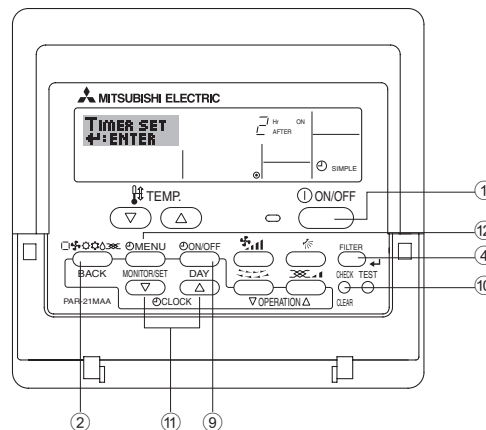 MITSUBISHI ELECTRIC
TIMER SET
↵:ENTER
2 Hr ON
AFTER
SIMPLE
TEMP.
ON/OFF
①
MENU
ON/OFF
⑫
FILTER
④
BACK
MONITOR/SET
DAY
CHECK TEST
⑩
PAR-21MAA
CLOCK
▽ OPERATION △
CLEAR
②
⑪
⑨